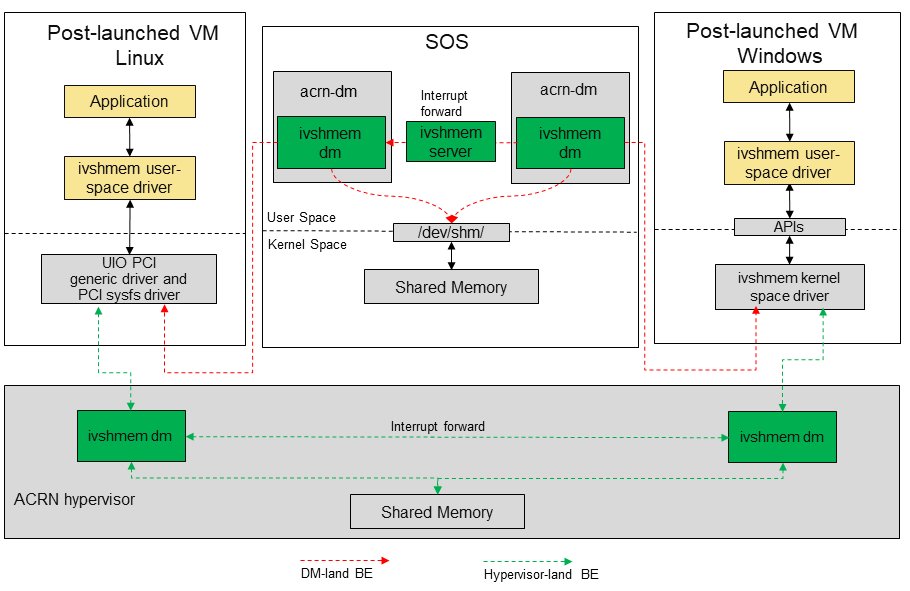 Post-launched VM
Linux
Application
ivshmem user-
space driver
UIO PCI
generic driver and
PCI sysfs driver
SOS
acrn-dm
ivshmem
dm
Interrupt
forward
ivshmem
server
acrn-dm
ivshmem
dm
User Space
Kernel Space
/dev/shm/
Shared Memory
Post-launched VM
Windows
Application
ivshmem user-
space driver
APIs
ivshmem kernel
space driver
ivshmem dm
Interrupt forward
ivshmem dm
ACRN hypervisor
Shared Memory
DM-land BE
Hypervisor-land BE